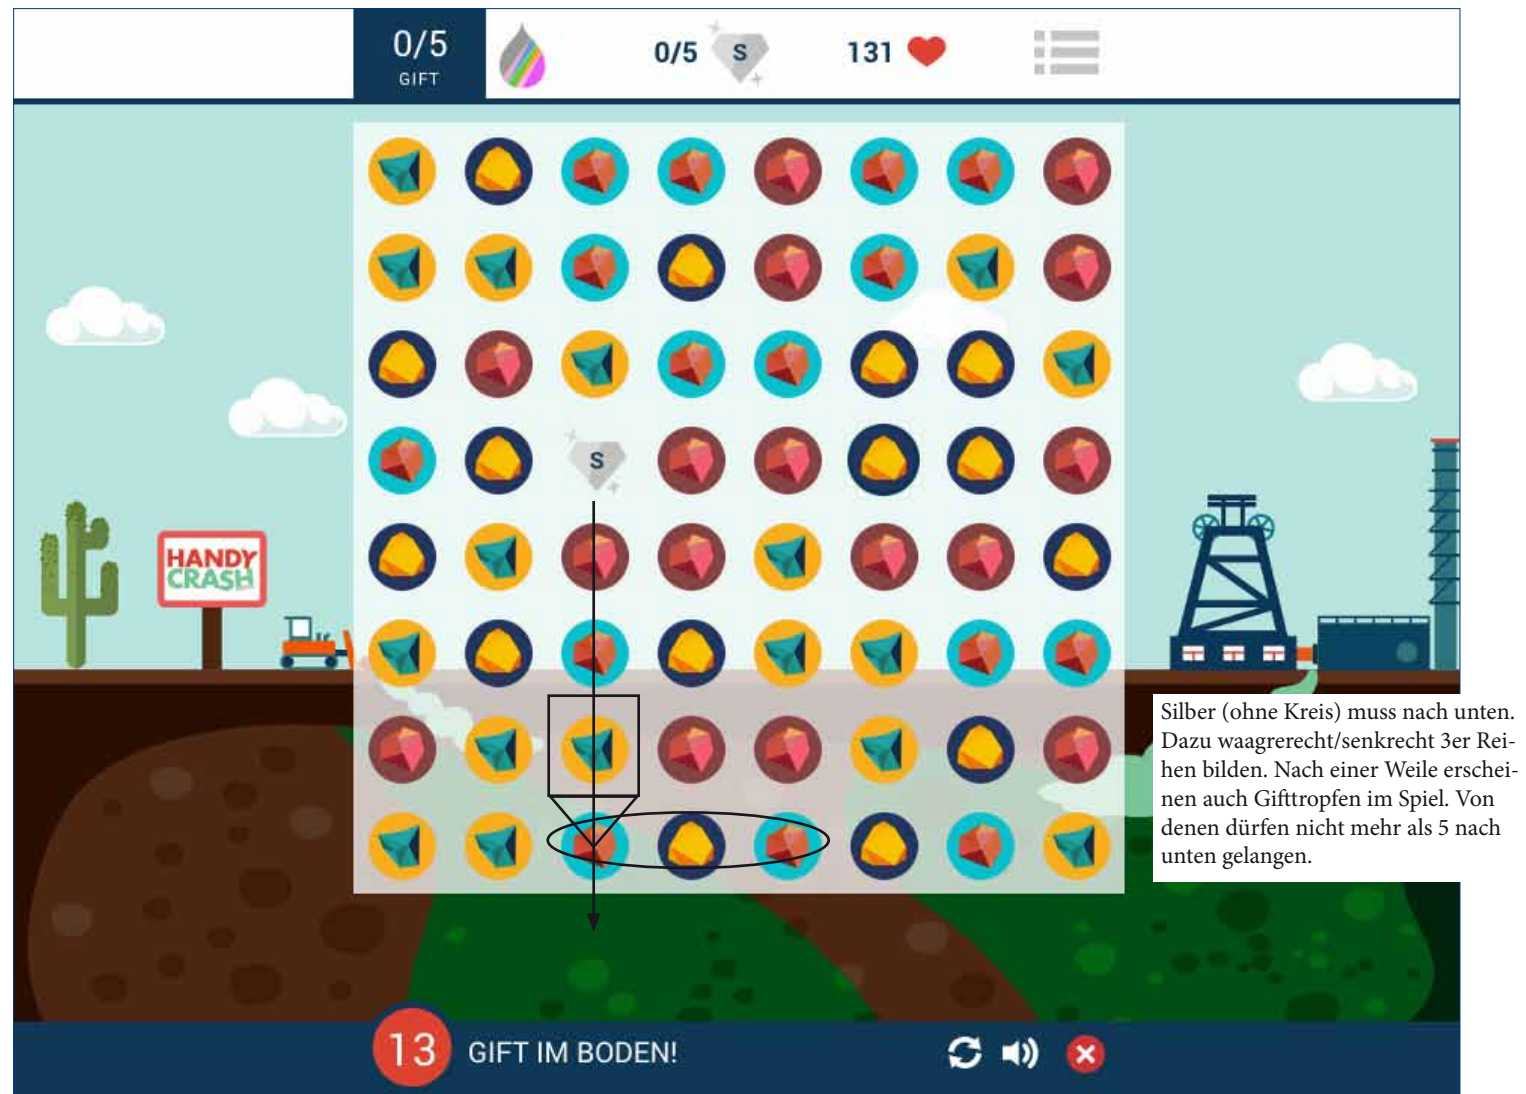 0/5
GIFT
0/5 S
131
S
HANDY
CRASH
Silber (ohne Kreis) muss nach unten.
Dazu waagrerecht/senkrecht 3er Rei-
hen bilden. Nach einer Weile erschei-
nen auch Gifttropfen im Spiel. Von
denen dürfen nicht mehr als 5 nach
unten gelangen.
13 GIFT IM BODEN!